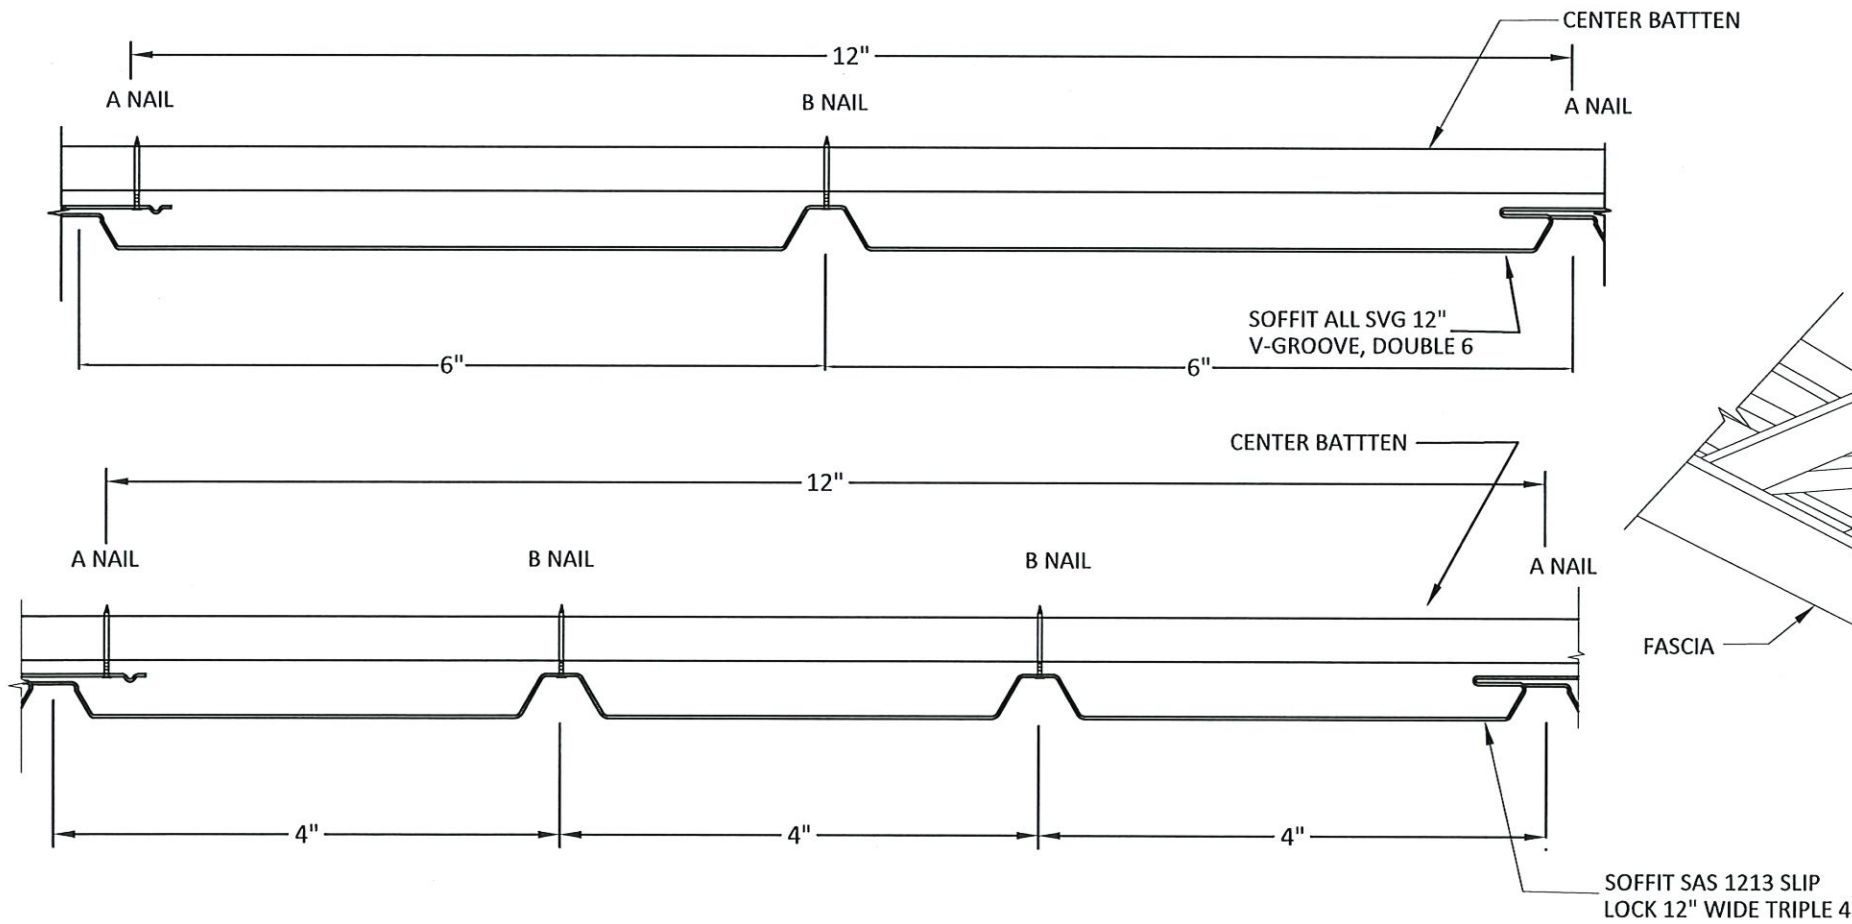 CENTER BATTTEN
12"
A NAIL
B NAIL
A NAIL
SOFFIT ALL SVG 12"
V-GROOVE, DOUBLE 6
6"
6"
CENTER BATTTEN
12"
A NAIL
B NAIL
B NAIL
A NAIL
FASCIA
4"
4"
4"
SOFFIT SAS 1213 SLIP
LOCK 12" WIDE TRIPLE 4